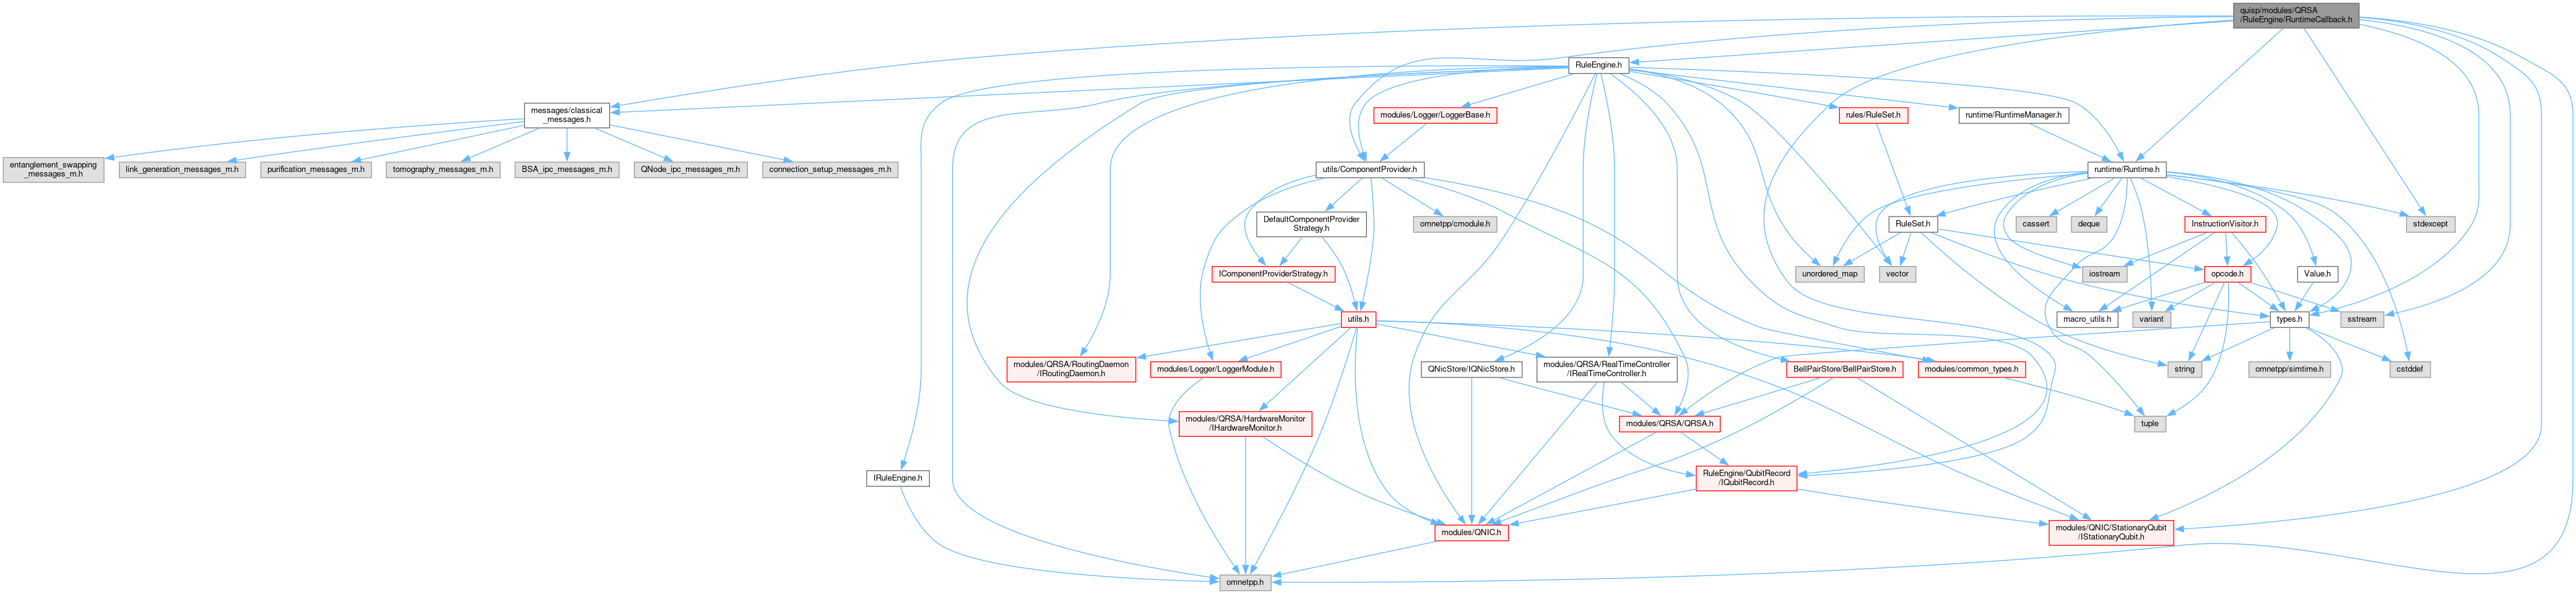 quisp/modules/QRSA
/RuleEngine/RuntimeCallback.h
RuleEngine.h
messages/classical
_messages.h
modules/Logger/LoggerBase.h
rules/RuleSet.h
runtime/RuntimeManager.h
entanglement_swapping
_messages_m.h
link_generation_messages_m.h
purification_messages_m.h
tomography_messages_m.h
BSA_ipc_messages_m.h
QNode_ipc_messages_m.h
connection_setup_messages_m.h
utils/ComponentProvider.h
runtime/Runtime.h
DefaultComponentProvider
Strategy.h
omnetpp/cmodule.h
RuleSet.h
cassert
deque
InstructionVisitor.h
stdexcept
IComponentProviderStrategy.h
unordered_map
vector
iostream
opcode.h
Value.h
utils.h
macro_utils.h
variant
types.h
sstream
modules/QRSA/RoutingDaemon
/IRoutingDaemon.h
modules/Logger/LoggerModule.h
QNicStore/IQNicStore.h
modules/QRSA/RealTimeController
/IRealTimeController.h
BellPairStore/BellPairStore.h
modules/common_types.h
string
omnetpp/simtime.h
cstddef
modules/QRSA/HardwareMonitor
/IHardwareMonitor.h
modules/QRSA/QRSA.h
tuple
IRuleEngine.h
RuleEngine/QubitRecord
/IQubitRecord.h
modules/QNIC.h
modules/QNIC/StationaryQubit
/IStationaryQubit.h
omnetpp.h